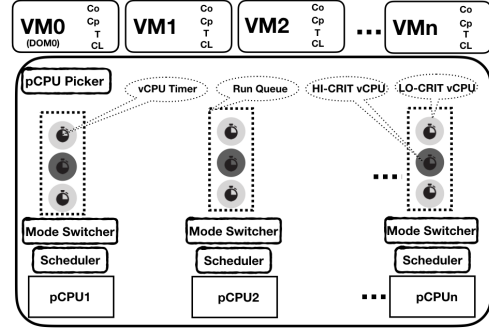 VM0
(DOM0)
Co
Cp
T
CL
VM1
Co
Cp
T
CL
VM2
Co
Cp
T
CL
...
VMn
Co
Cp
T
CL
pCPU Picker
vCPU Timer
Run Queue
HI-CRIT vCPU
LO-CRIT vCPU
...
Mode Switcher
Mode Switcher
Mode Switcher
Scheduler
Scheduler
Scheduler
pCPU1
pCPU2
...
pCPUn